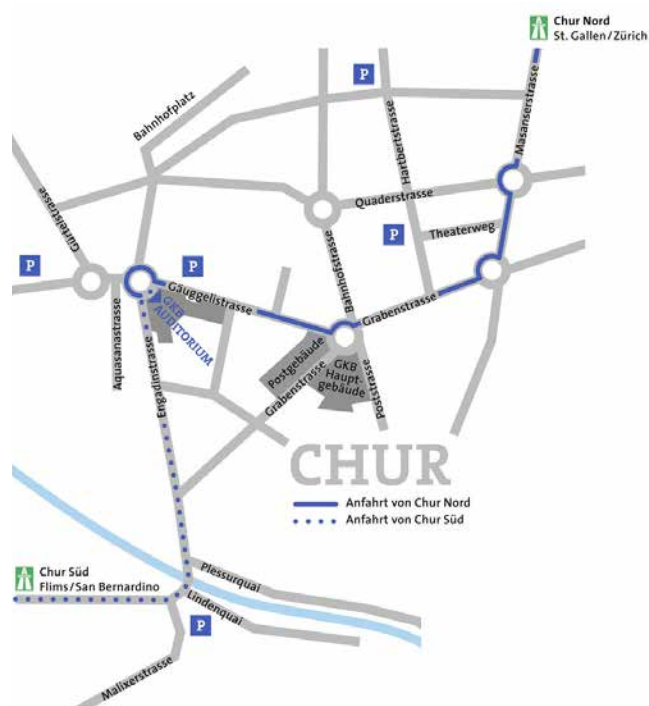 Chur Nord
St. Gallen/Zürich
P
Bahnhofplatz
Masanserstrasse
Hartbertstrasse
Gürtelstrasse
Quaderstrasse
P
Theaterweg
P
P
Bahnhofstrasse
Gäuggelistrasse
Grabenstrasse
Aquasanastrasse
GKB
AUDITORIUM
Engadinstrasse
Postgebäude
GKB
Haupt-
gebäude
Grabenstrasse
Poststrasse
CHUR
Anfahrt von Chur Nord
Anfahrt von Chur Süd
Chur Süd
Flims/San Bernardino
Plessurquai
Lindenquai
P
Malixerstrasse